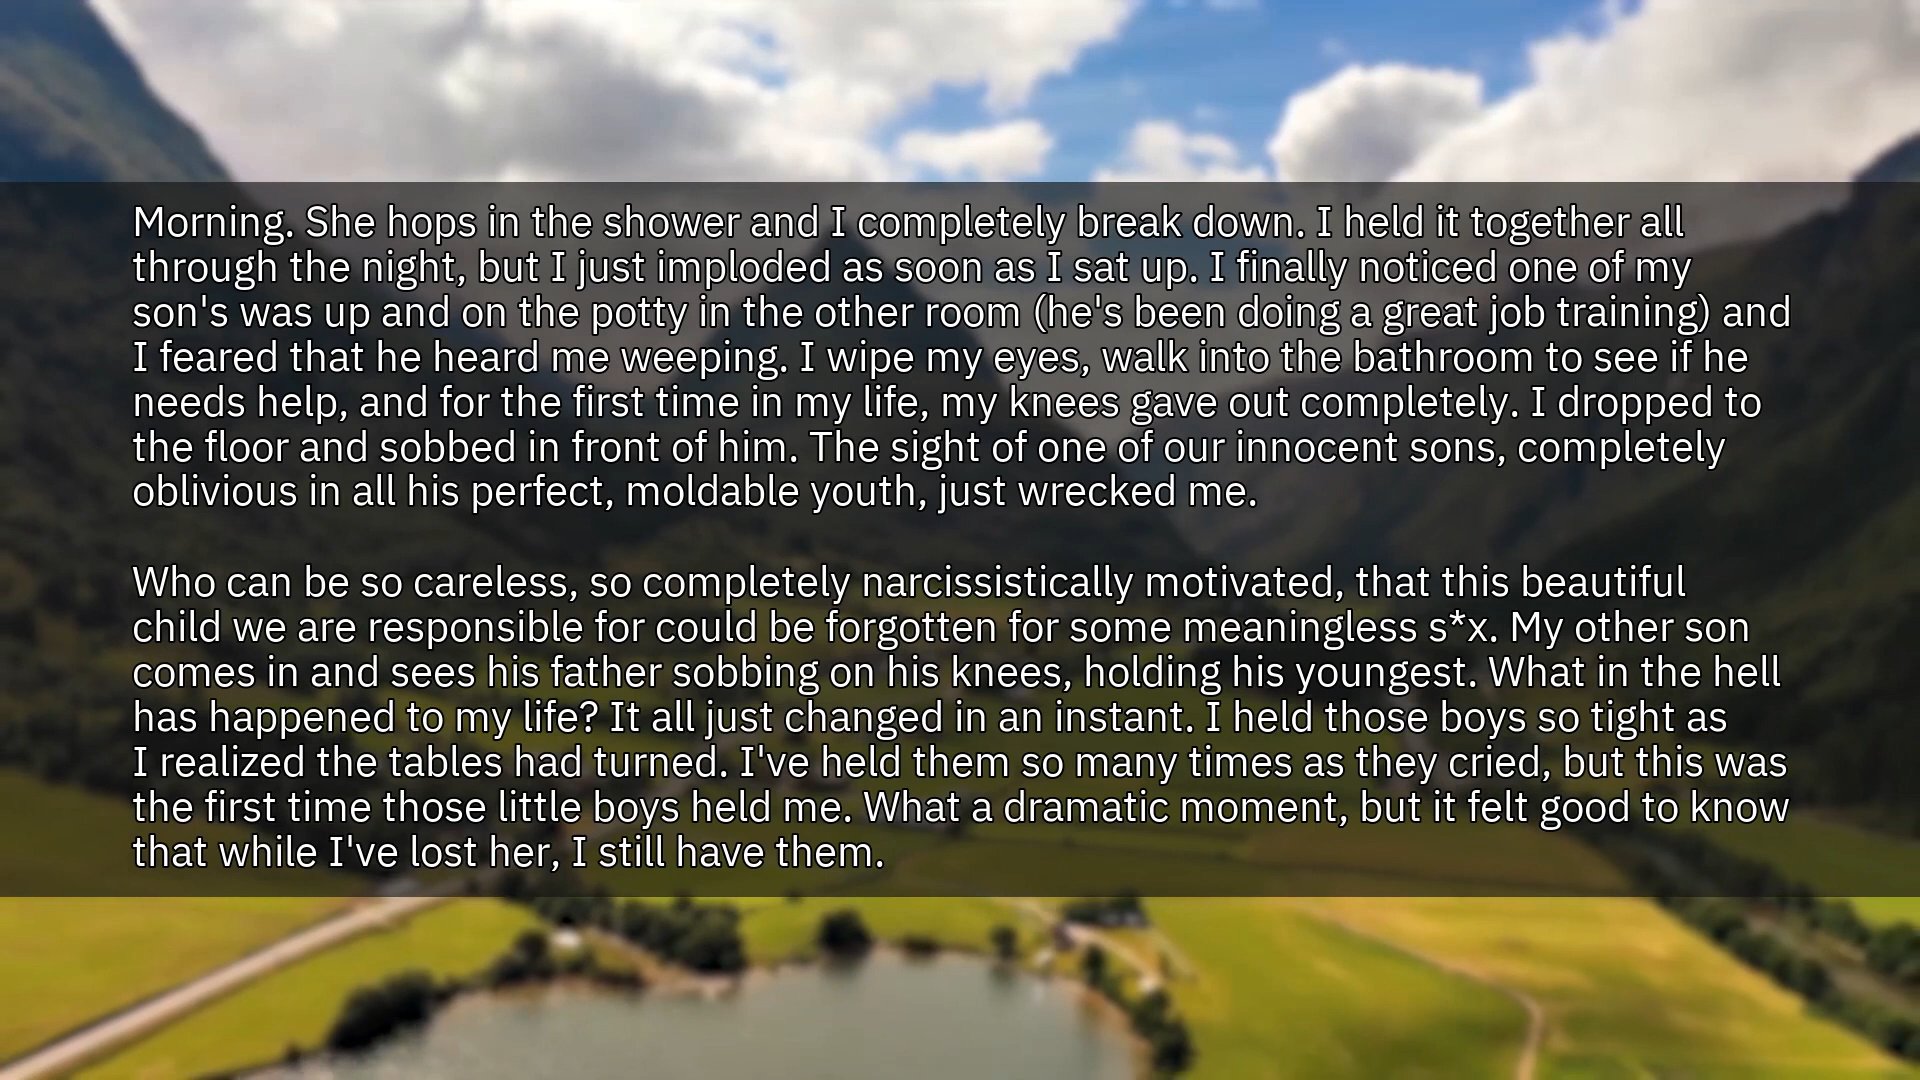 Morning. She hops in the shower and I completely break down. I held it together all
through the night, but I just imploded as soon as I sat up. I finally noticed one of my
son's was up and on the potty in the other room (he's been doing a great job training) and
I feared that he heard me weeping. I wipe my eyes, walk into the bathroom to see if he
needs help, and for the first time in my life, my knees gave out completely. I dropped to
the floor and sobbed in front of him. The sight of one of our innocent sons, completely
oblivious in all his perfect, moldable youth, just wrecked me.
Who can be so careless, so completely narcissistically motivated, that this beautiful
child we are responsible for could be forgotten for some meaningless s*x. My other son
comes in and sees his father sobbing on his knees, holding his youngest. What in the hell
has happened to my life? It all just changed in an instant. I held those boys so tight as
I realized the tables had turned. I've held them so many times as they cried, but this was
the first time those little boys held me. What a dramatic moment, but it felt good to know
that while I've lost her, I still have them.